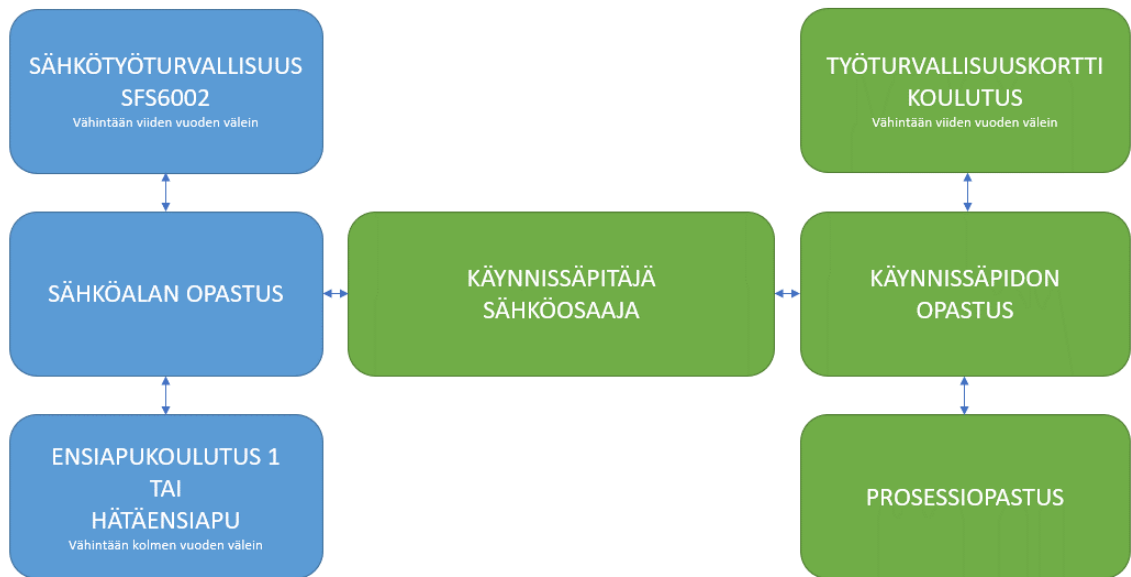 SÄHKÖTYÖTURVALLISUUS
SFS6002
Vähintään viiden vuoden välein
TYÖTURVALLISUUSKORTTI
KOULUTUS
Vähintään viiden vuoden välein
SÄHKÖALAN OPASTUS
KÄYNNISSÄPITÄJÄ
SÄHKÖOSAAJA
KÄYNNISSÄPIDON
OPASTUS
ENSIAPUKOULUTUS 1
TAI
HÄTÄENSIAPU
Vähintään kolmen vuoden välein
PROSESSIOPASTUS